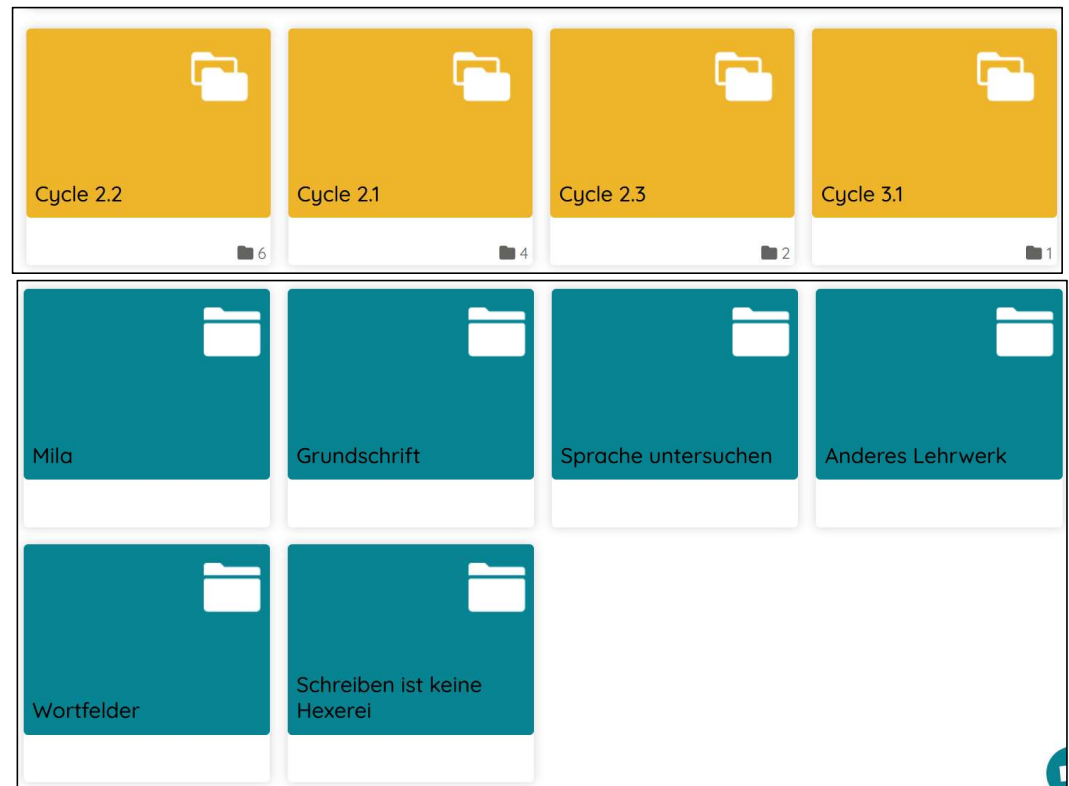 Cycle 2.2
Cycle 2.1
Cycle 2.3
Cycle 3.1
6
4
2
1
Mila
Grundschrift
Sprache untersuchen
Anderes Lehrwerk
Wortfelder
Schreiben ist keine
Hexerei